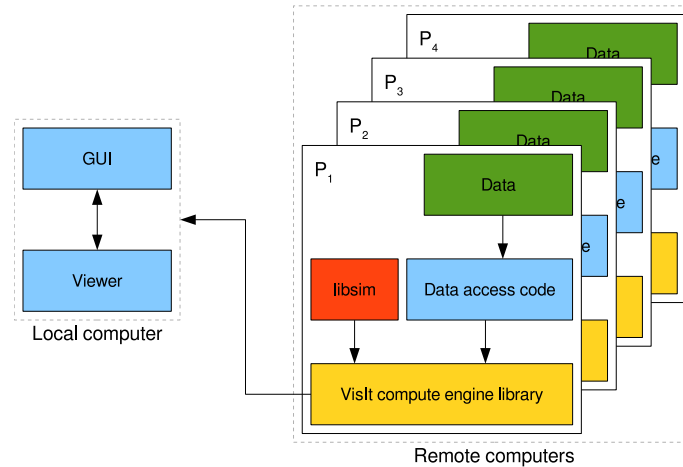 P4
Data
P3
Data
P2
Data
P1
Data
GUI
Viewer
Local computer
libsim
Data access code
e
e
e
VisIt compute engine library
Remote computers